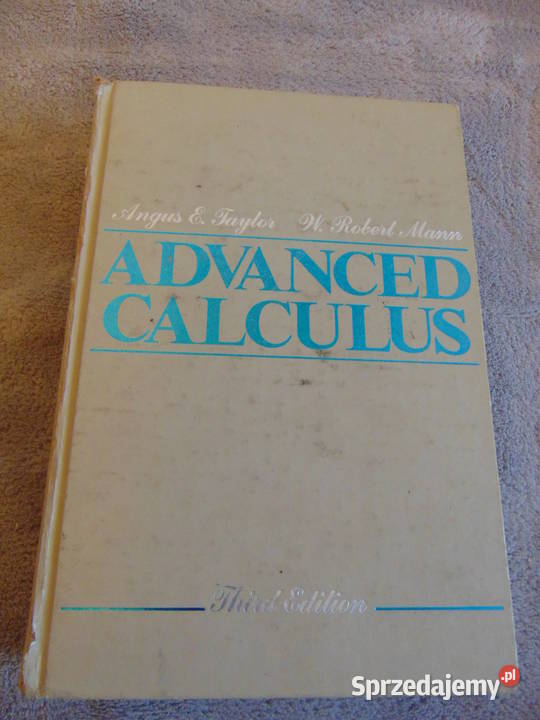 Angus E. Taylor W. Robert Mann
ADVANCED
CALCULUS
Third Edition
Sprzedajemy.pl